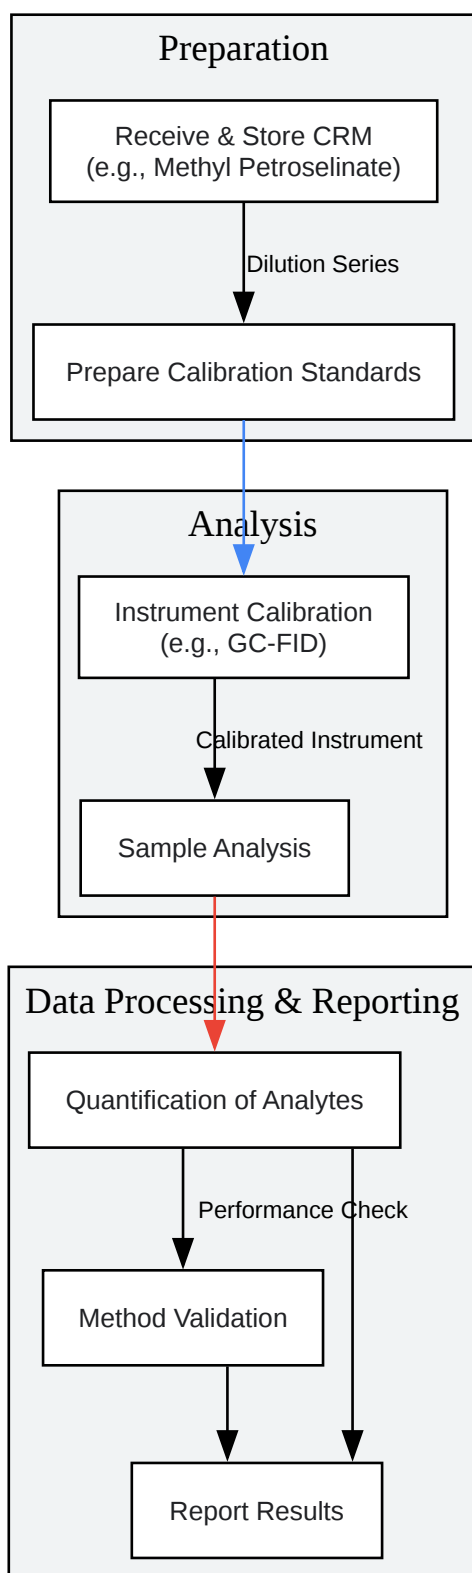 Preparation
Receive & Store CRM
(e.g., Methyl Petroselinate)
Dilution Series
Prepare Calibration Standards
Analysis
Instrument Calibration
(e.g., GC-FID)
Calibrated Instrument
Sample Analysis
Data Processing & Reporting
Quantification of Analytes
Performance Check
Method Validation
Report Results